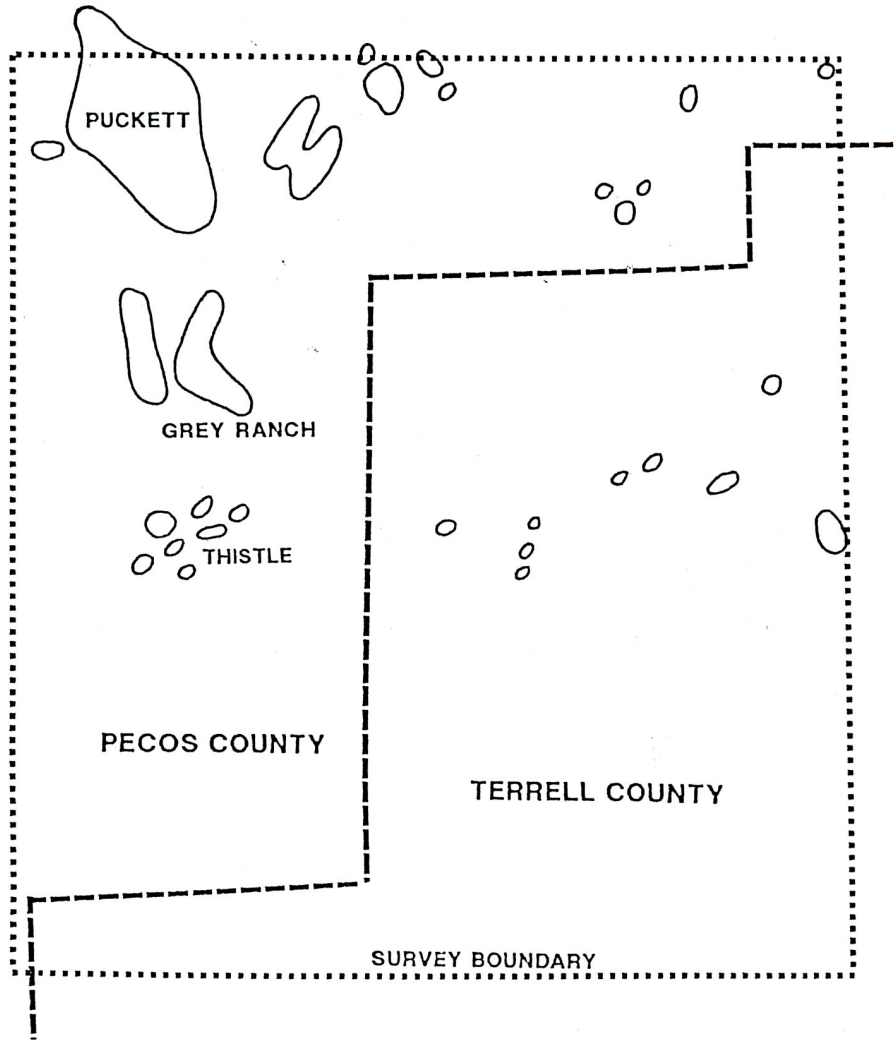 PUCKETT
GREY RANCH
THISTLE
PECOS COUNTY
TERRELL COUNTY
SURVEY BOUNDARY